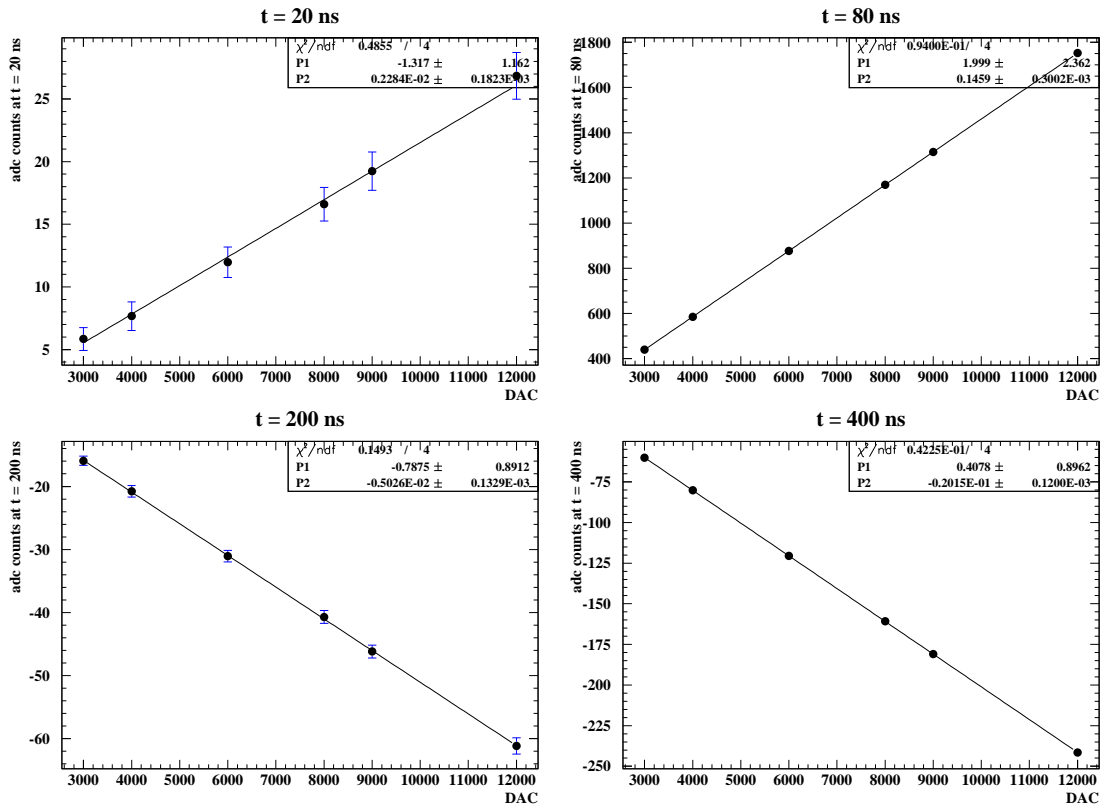 t = 20 ns
χ²/ndf 0.4855 / 4
P1 -1.317 ± 1.162
P2 0.2284E-02 ± 0.1823E-03
adc counts at t = 20 ns
25
20
15
10
5
3000 4000 5000 6000 7000 8000 9000 10000 11000 12000
DAC
t = 80 ns
χ²/ndf 0.9400E-01/ 4
P1 1.999 ± 2.362
P2 0.1459 ± 0.3002E-03
adc counts at t = 80 ns
1800
1600
1400
1200
1000
800
600
400
3000 4000 5000 6000 7000 8000 9000 10000 11000 12000
DAC
t = 200 ns
χ²/ndf 0.1493 / 4
P1 -0.7875 ± 0.8912
P2 -0.5026E-02 ± 0.1329E-03
adc counts at t = 200 ns
-20
-30
-40
-50
-60
3000 4000 5000 6000 7000 8000 9000 10000 11000 12000
DAC
t = 400 ns
χ²/ndf 0.4225E-01/ 4
P1 0.4078 ± 0.8962
P2 -0.2015E-01 ± 0.1200E-03
adc counts at t = 400 ns
-75
-100
-125
-150
-175
-200
-225
-250
3000 4000 5000 6000 7000 8000 9000 10000 11000 12000
DAC